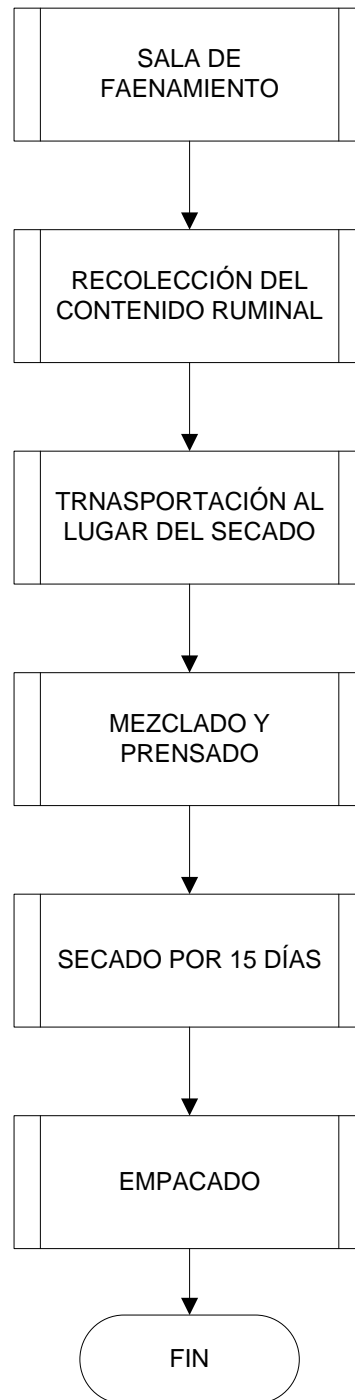 SALA DE
FAENAMIENTO
RECOLECCIÓN DEL
CONTENIDO RUMINAL
TRNASPORTACIÓN AL
LUGAR DEL SECADO
MEZCLADO Y
PRENSADO
SECADO POR 15 DÍAS
EMPACADO
FIN